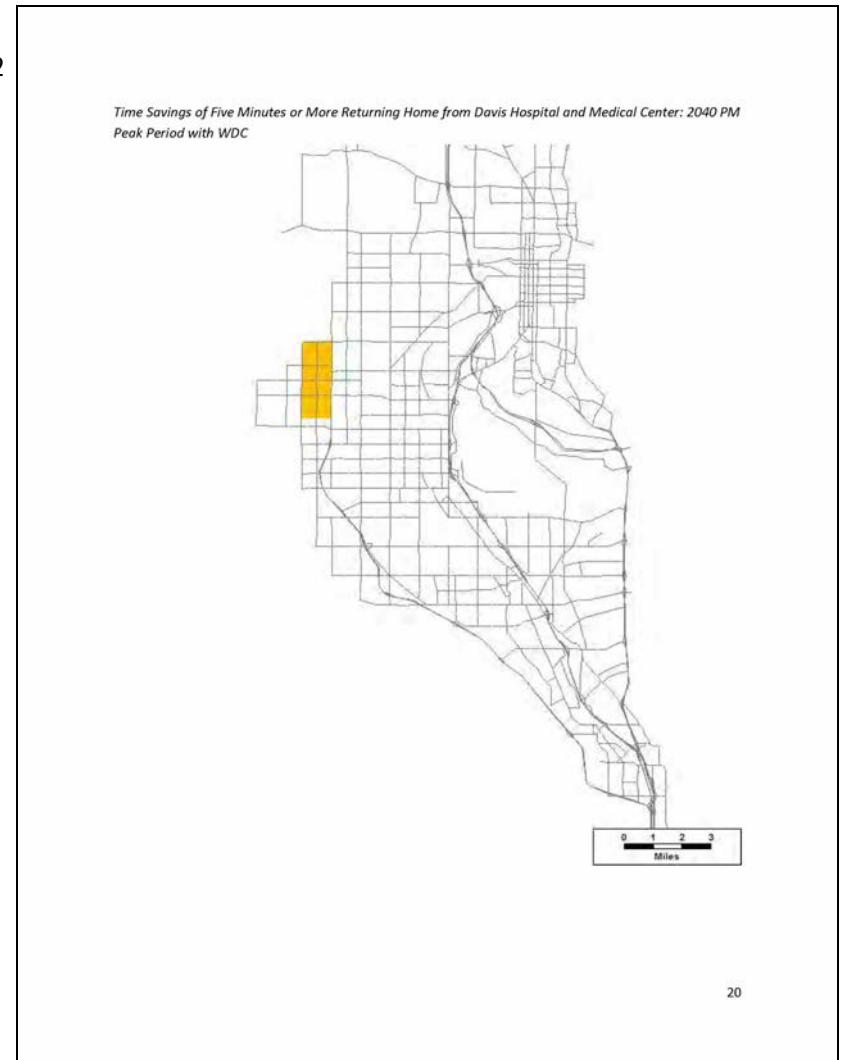 2
Time Savings of Five Minutes or More Returning Home from Davis Hospital and Medical Center: 2040 PM
Peak Period with WDC
0 1 2 3
Miles
20